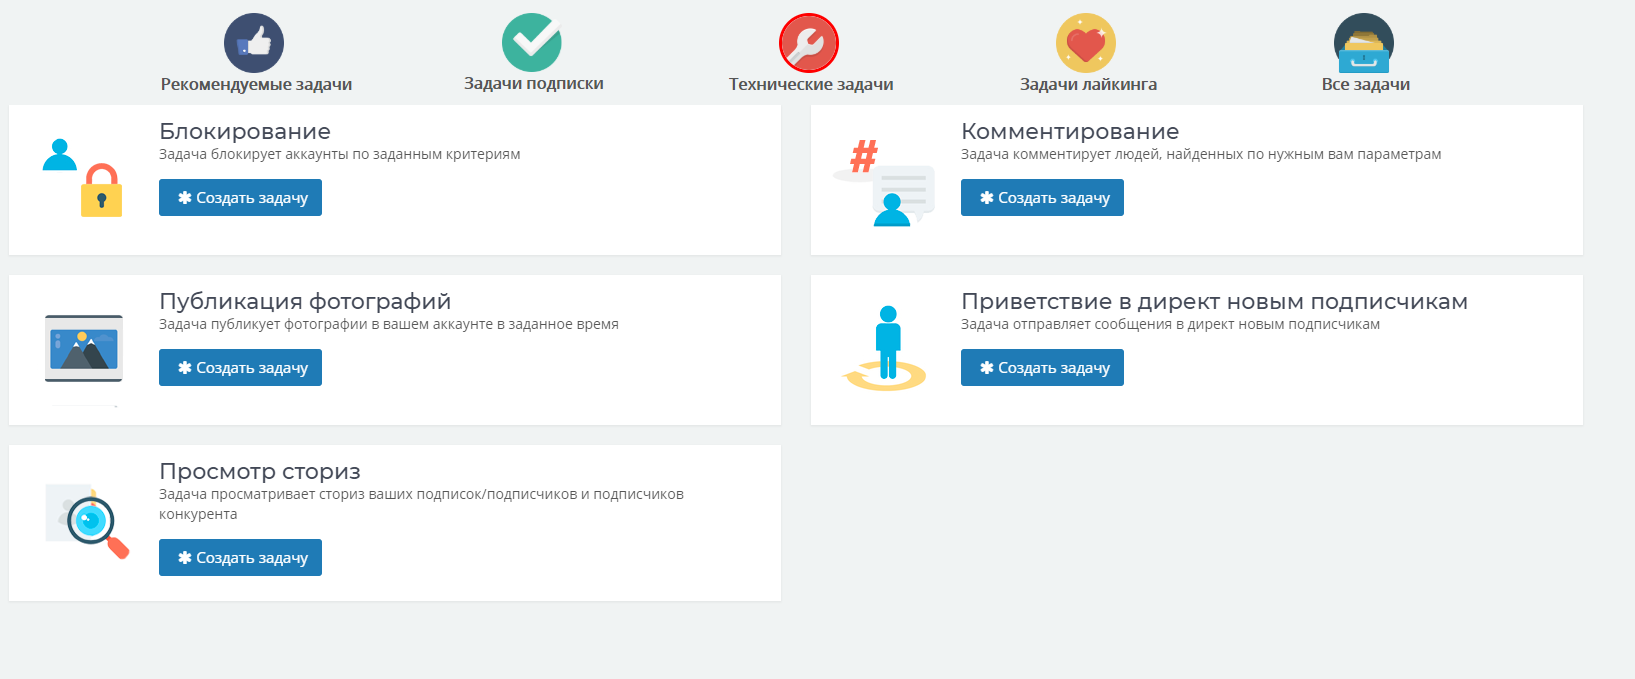 Рекомендуемые задачи
Задачи подписки
Технические задачи
Задачи лайкинга
Все задачи
Блокирование
Задача блокирует аккаунты по заданным критериям
Создать задачу
Комментирование
Задача комментирует людей, найденных по нужным вам параметрам
Создать задачу
Публикация фотографий
Задача публикует фотографии в вашем аккаунте в заданное время
Создать задачу
Приветствие в директ новым подписчикам
Задача отправляет сообщения в директ новым подписчикам
Создать задачу
Просмотр сториз
Задача просматривает сториз ваших подписок/подписчиков и подписчиков
конкурента
Создать задачу